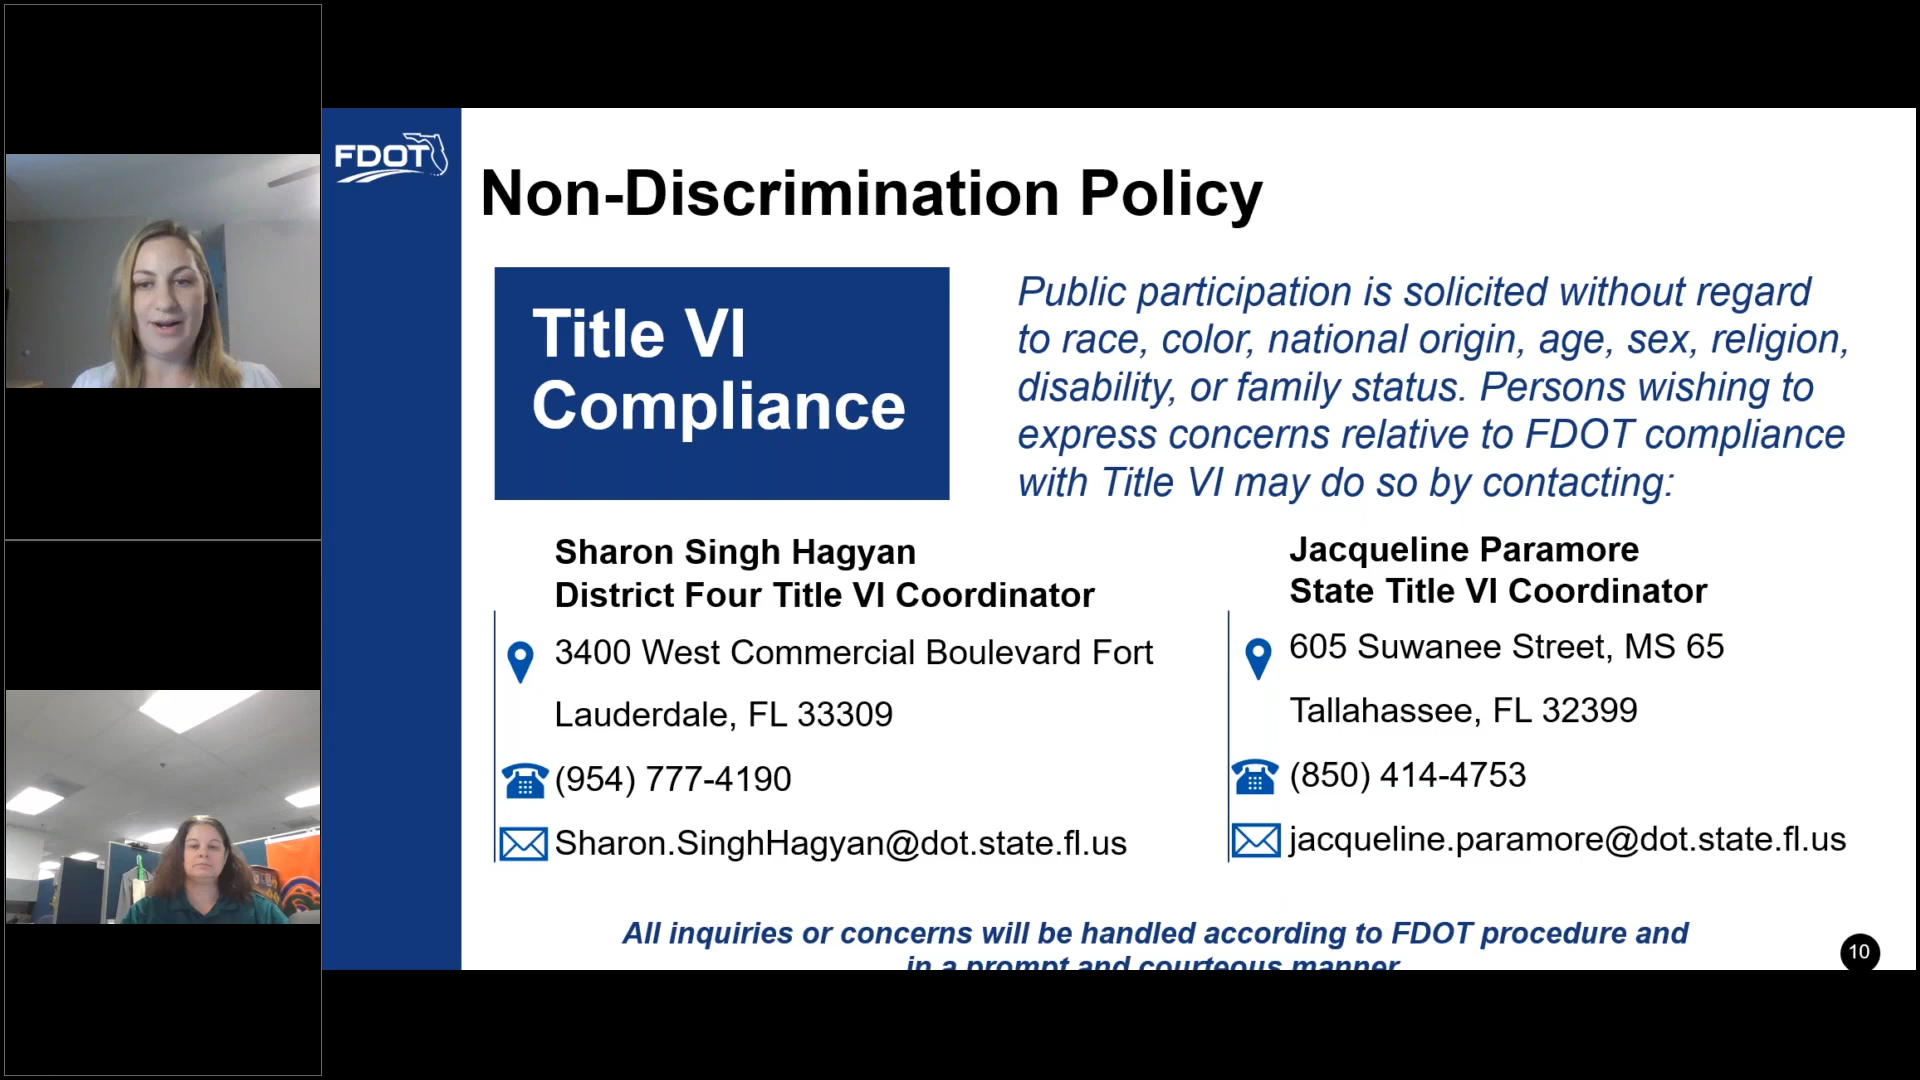 FDOT
Non-Discrimination Policy
Title VI
Compliance
Public participation is solicited without regard
to race, color, national origin, age, sex, religion,
disability, or family status. Persons wishing to
express concerns relative to FDOT compliance
with Title VI may do so by contacting:
Sharon Singh Hagyan
District Four Title VI Coordinator
3400 West Commercial Boulevard Fort
Lauderdale, FL 33309
(954) 777-4190
Sharon.SinghHagyan@dot.state.fl.us
Jacqueline Paramore
State Title VI Coordinator
605 Suwanee Street, MS 65
Tallahassee, FL 32399
(850) 414-4753
jacqueline.paramore@dot.state.fl.us
All inquiries or concerns will be handled according to FDOT procedure and
in a prompt and courteous manner
10